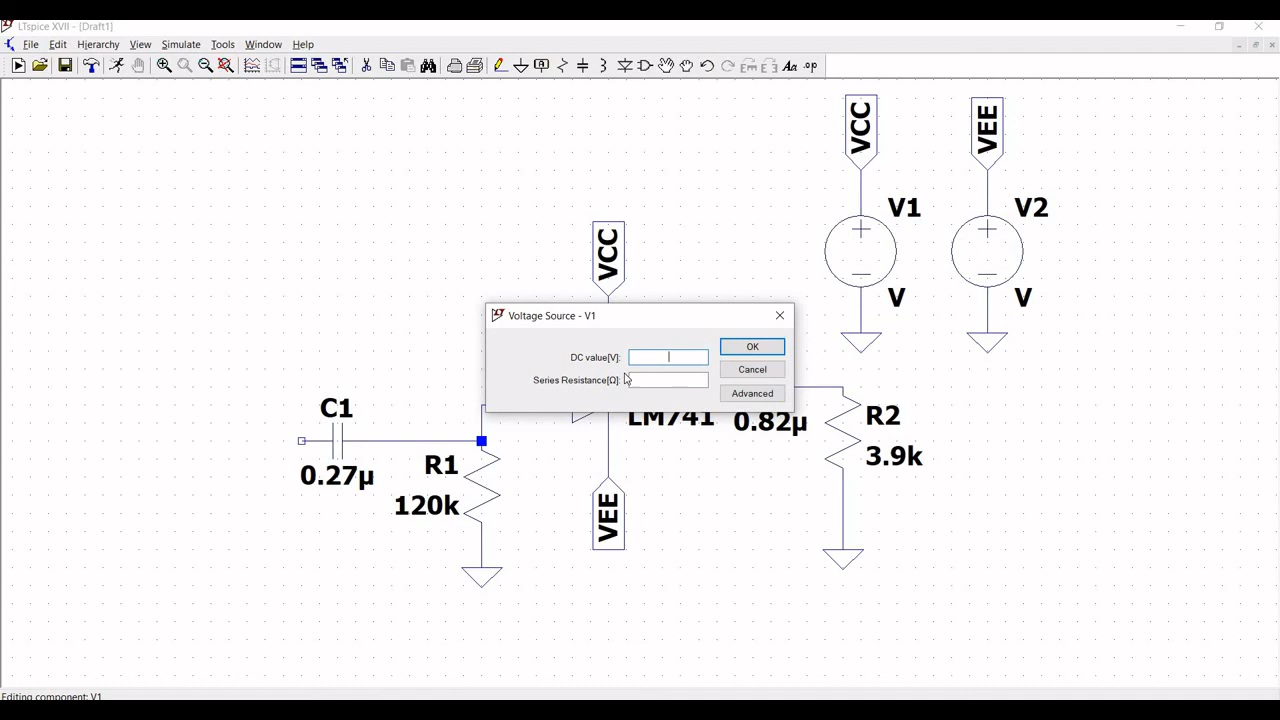 LTspice XVII - [Draft1]
File Edit Hierarchy View Simulate Tools Window Help
Aa .op
VCC
VEE
V1
V2
VCC
V
V
Voltage Source - V1
DC value[V]:
OK
Series Resistance[Ω]:
Cancel
Advanced
C1
0.27µ
R1
120k
LM741
0.82µ
R2
3.9k
VEE
Editing component: V1